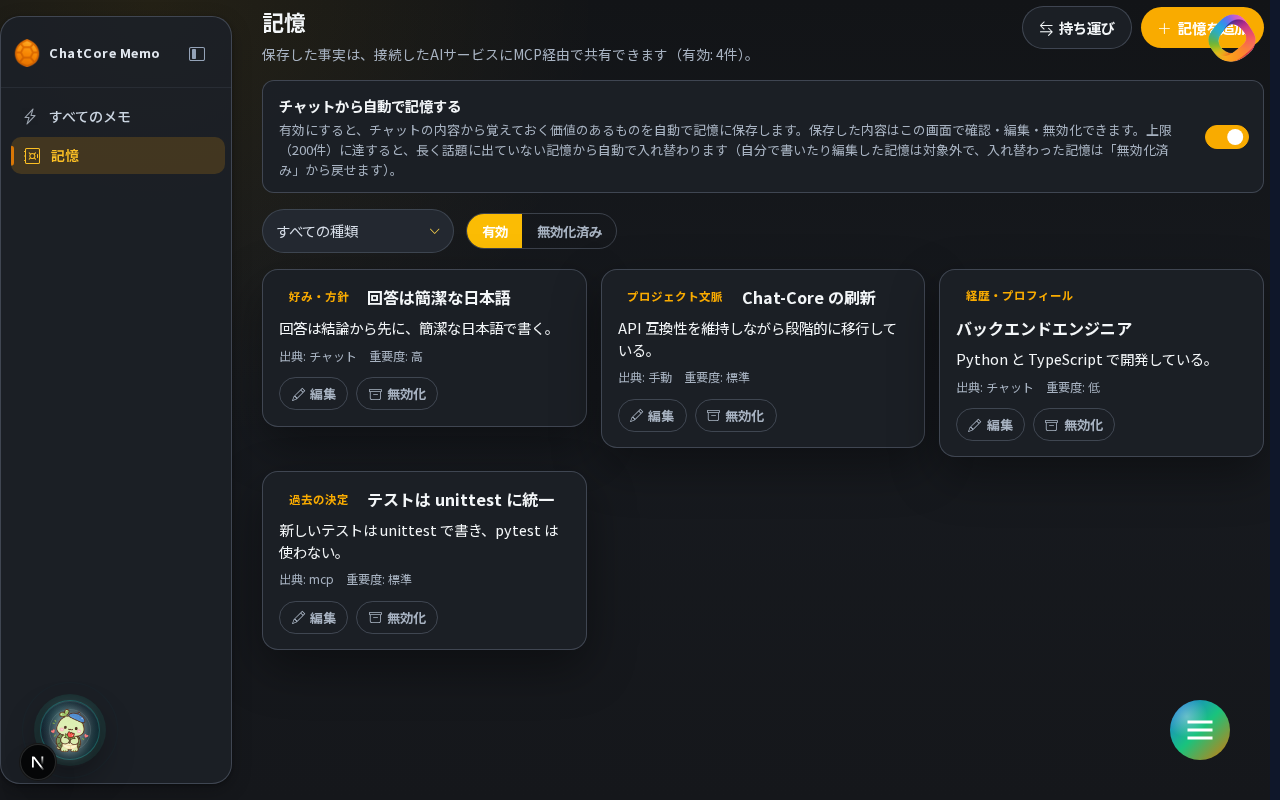 ChatCore Memo
すべてのメモ
記憶
記憶
保存した事実は、接続したAIサービスにMCP経由で共有できます（有効: 4件）。
持ち運び
記憶を追加
チャットから自動で記憶する
有効にすると、チャットの内容から覚えておく価値のあるものを自動で記憶に保存します。保存した内容はこの画面で確認・編集・無効化できます。上限
（200件）に達すると、長く話題に出ていない記憶から自動で入れ替わります（自分で書いたり編集した記憶は対象外で、入れ替わった記憶は「無効化済
み」から戻せます）。
すべての種類
有効
無効化済み
好み・方針
回答は簡潔な日本語
回答は結論から先に、簡潔な日本語で書く。
出典: チャット 重要度: 高
編集
無効化
プロジェクト文脈
Chat-Core の刷新
API 互換性を維持しながら段階的に移行して
いる。
出典: 手動 重要度: 標準
編集
無効化
経歴・プロフィール
バックエンドエンジニア
Python と TypeScript で開発している。
出典: チャット 重要度: 低
編集
無効化
過去の決定
テストは unittest に統一
新しいテストは unittest で書き、pytest は
使わない。
出典: mcp 重要度: 標準
編集
無効化
N